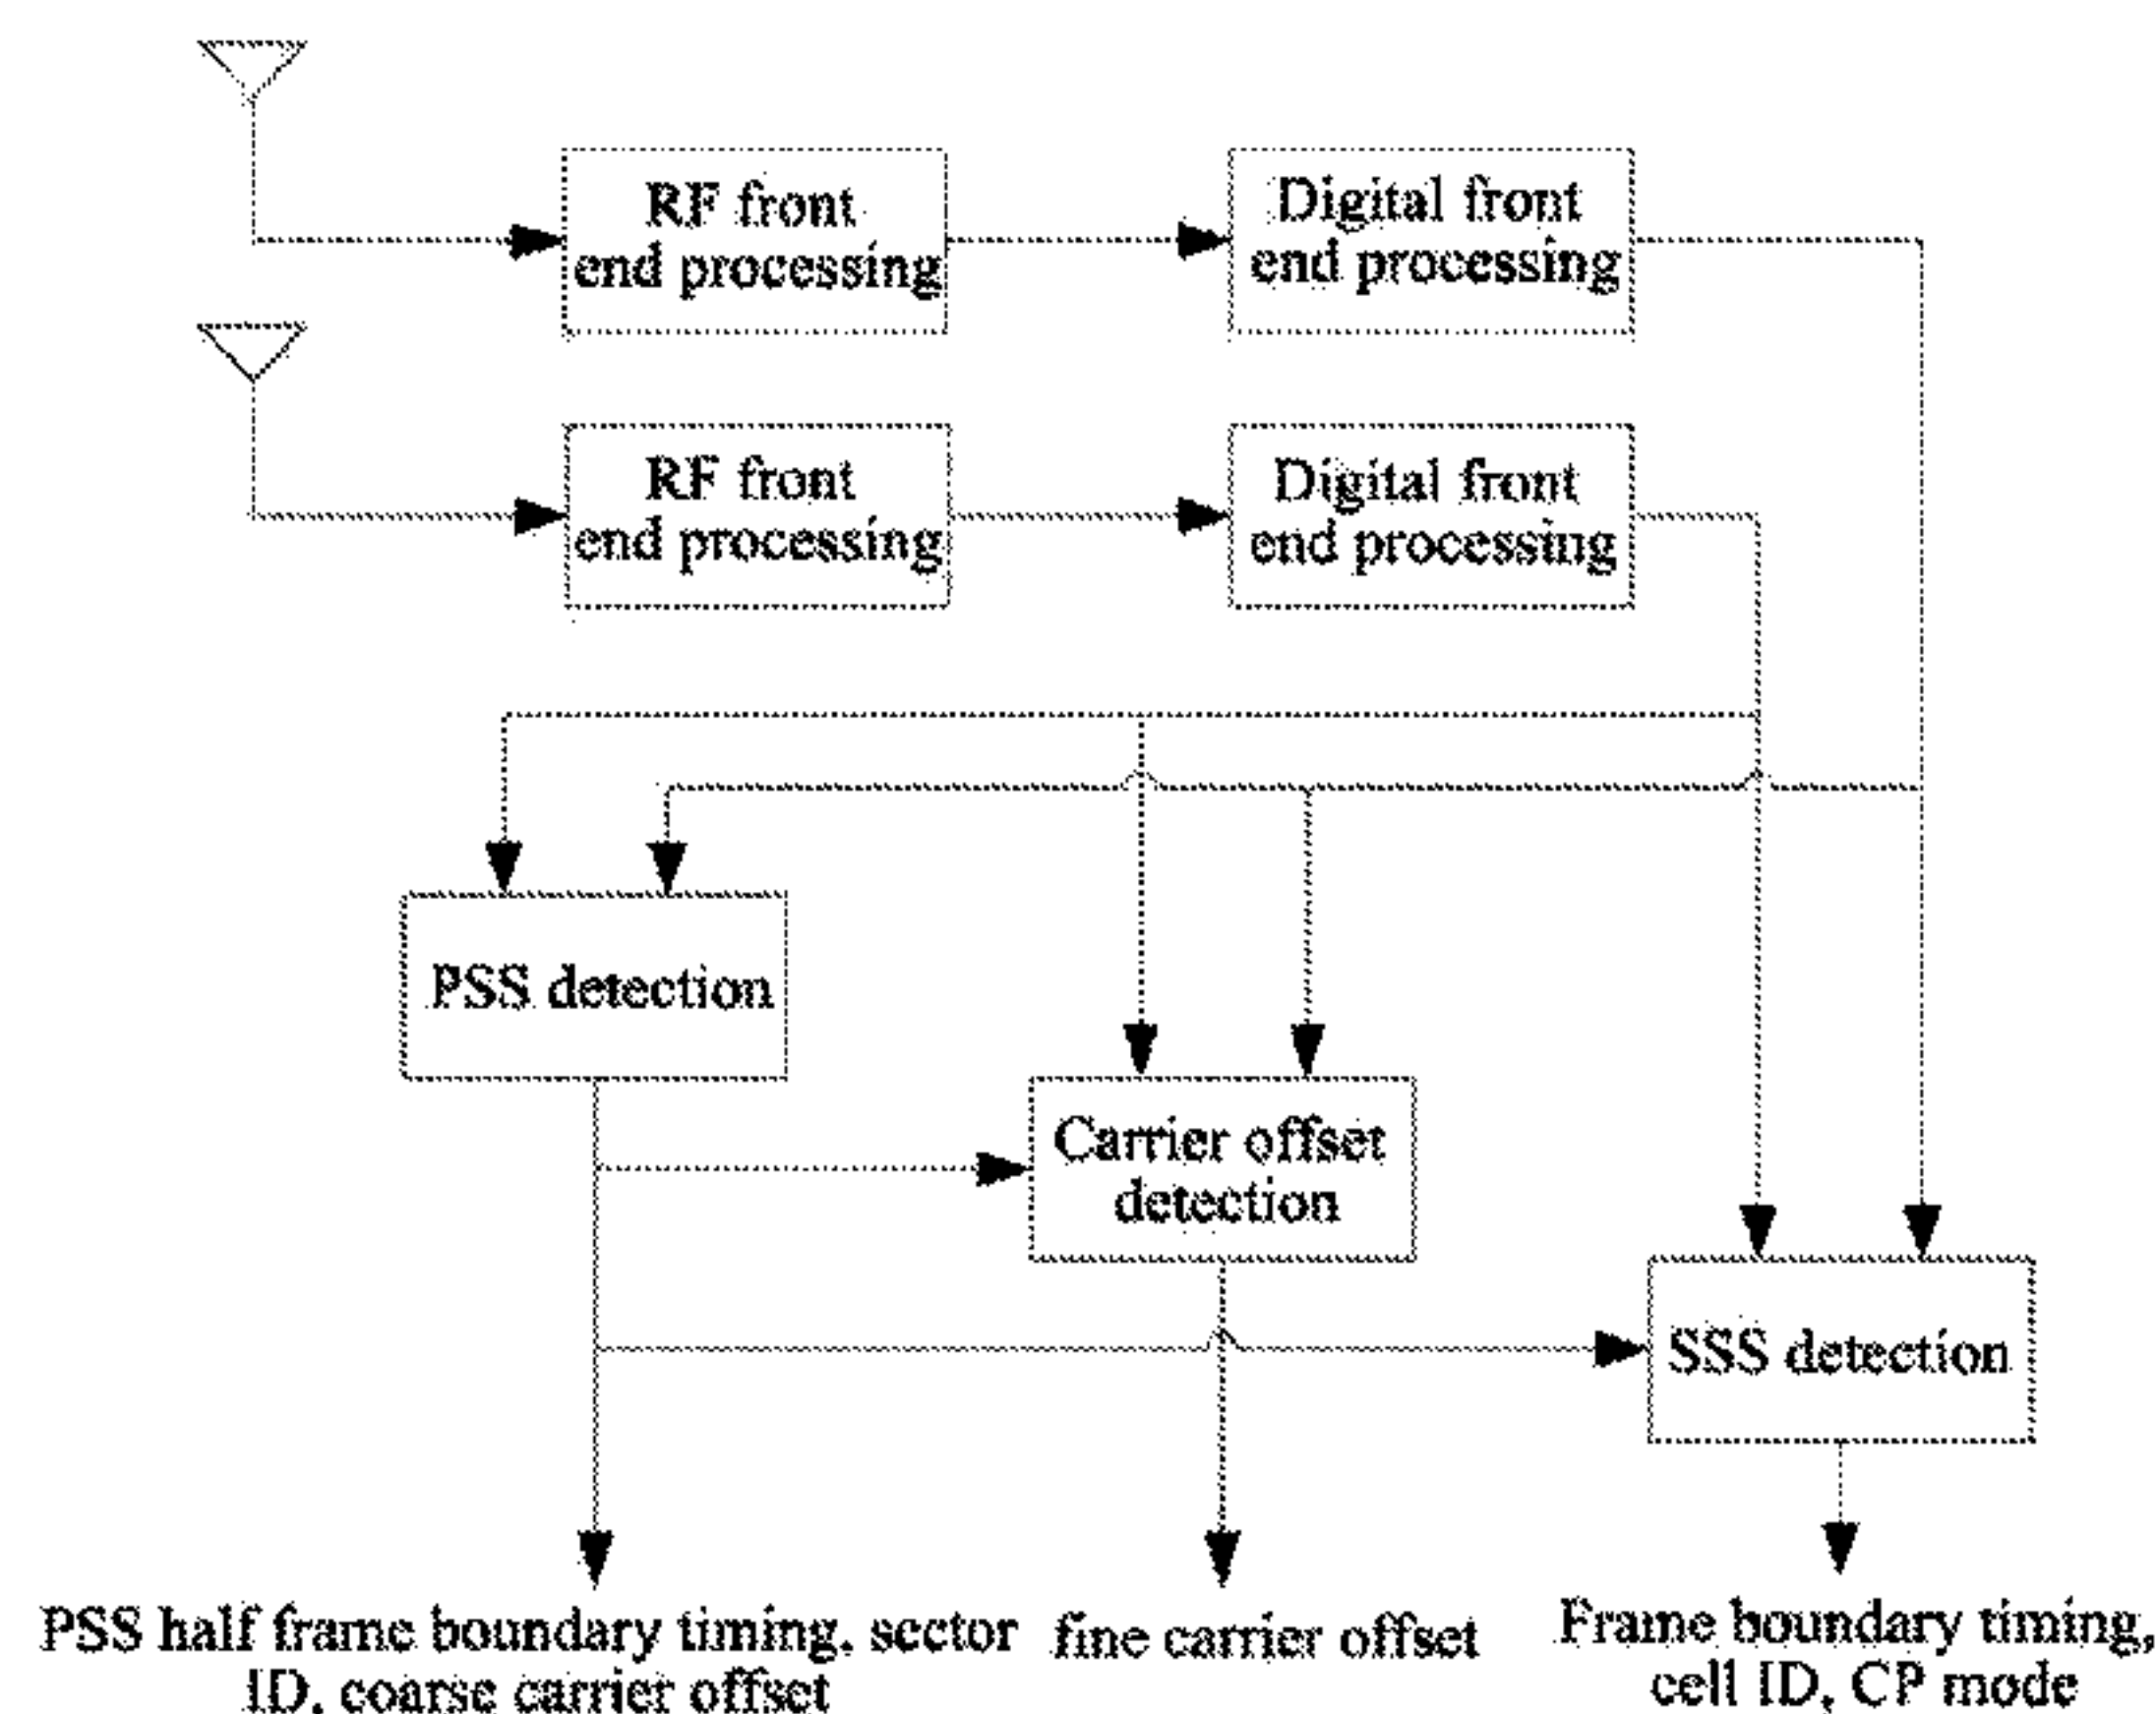 RF front
end processing
Digital front
end processing
RF front
end processing
Digital front
end processing
PSS detection
Carrier offset
detection
SSS detection
PSS half frame boundary timing, sector
ID, coarse carrier offset
fine carrier offset
Frame boundary timing,
cell ID, CP mode